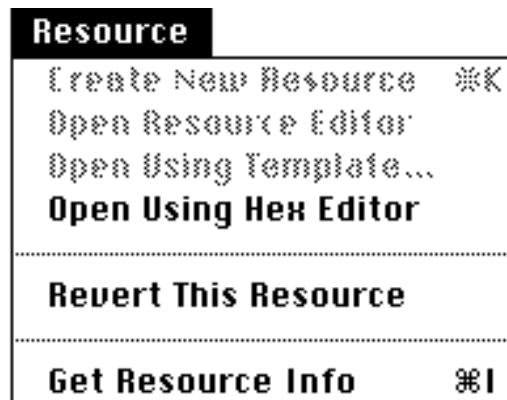 Resource
Create New Resource ⌘K
Open Resource Editor
Open Using Template...
Open Using Hex Editor
Revert This Resource
Get Resource Info ⌘I